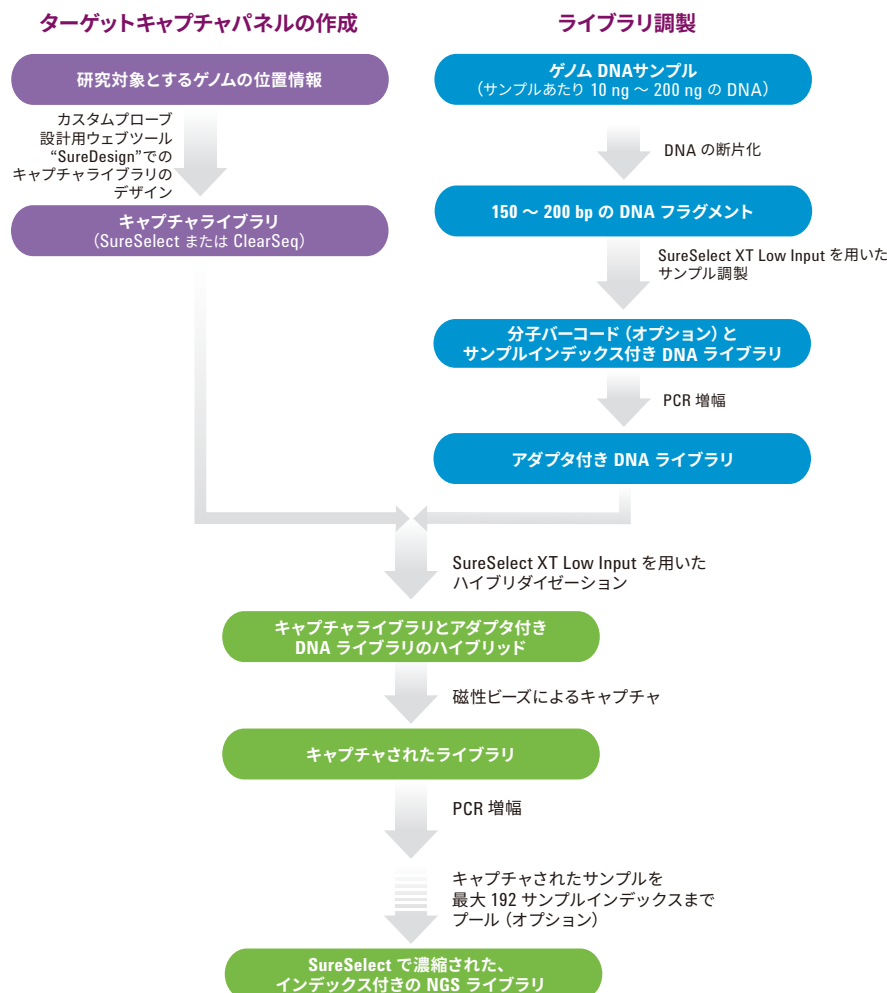 ターゲットキャプチャパネルの作成
研究対象とするゲノムの位置情報
カスタムプローブ
設計用ウェブツール
“SureDesign”での
キャプチャライブラリの
デザイン
キャプチャライブラリ
（SureSelect または ClearSeq）
ライブラリ調製
ゲノム DNAサンプル
（サンプルあたり 10 ng ～ 200 ng の DNA）
DNA の断片化
150 ～ 200 bp の DNA フラグメント
SureSelect XT Low Input を用いた
サンプル調製
分子バーコード（オプション）と
サンプルインデックス付き DNA ライブラリ
PCR 増幅
アダプタ付き DNA ライブラリ
SureSelect XT Low Input を用いた
ハイブリダイゼーション
キャプチャライブラリとアダプタ付き
DNA ライブラリのハイブリッド
磁性ビーズによるキャプチャ
キャプチャされたライブラリ
PCR 増幅
キャプチャされたサンプルを
最大 192 サンプルインデックスまで
プール（オプション）
SureSelect で濃縮された、
インデックス付きの NGS ライブラリ